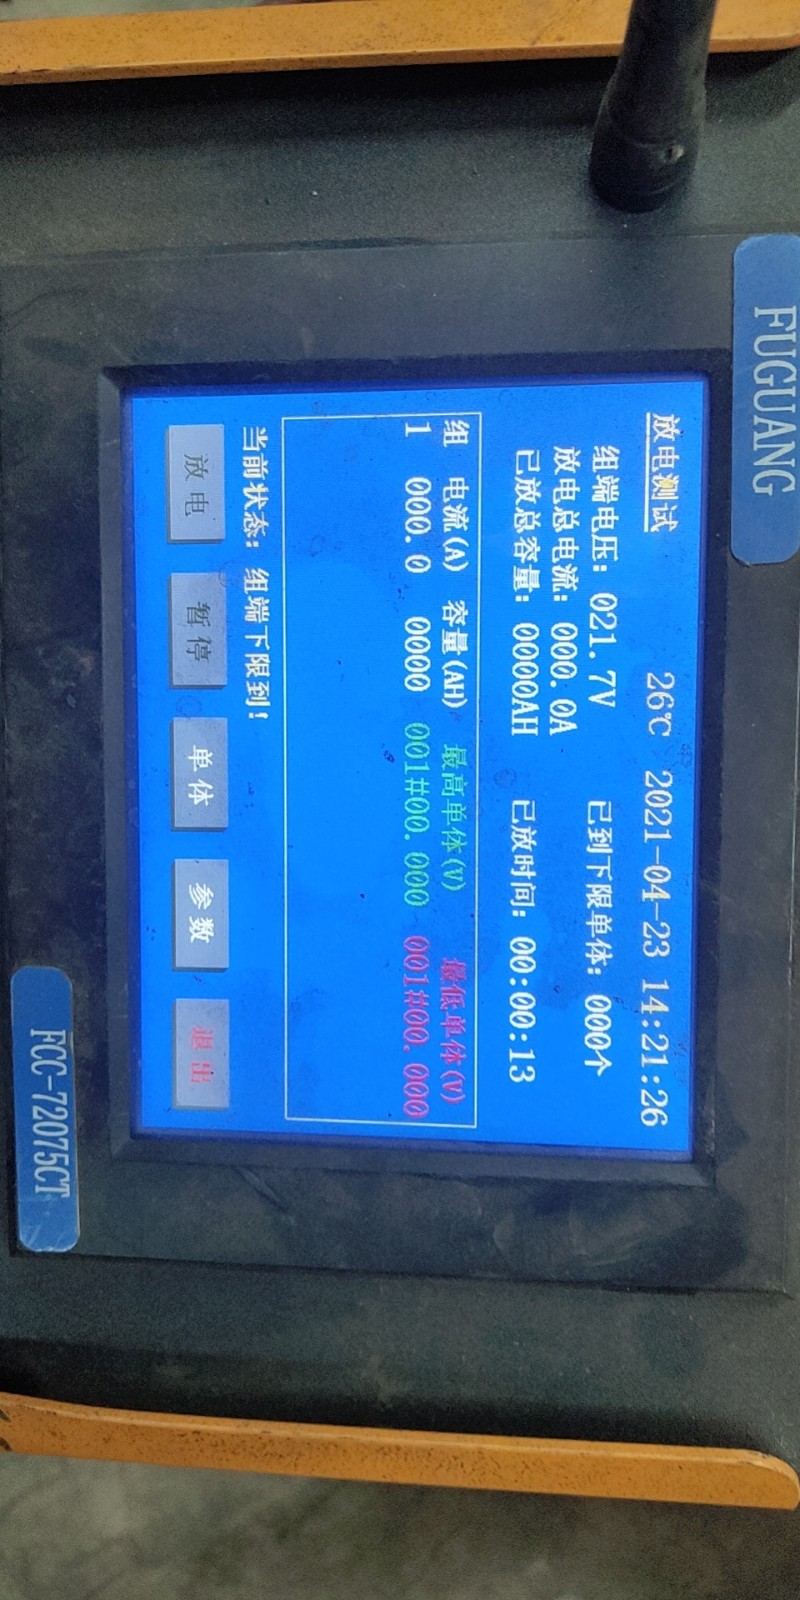 FUGUANG
放电测试 26℃ 2021-04-23 14:21:26
组端电压: 021.7V 已到下限单体: 000个
放电总电流: 000.0A
已放总容量: 0000AH 已放时间: 00:00:13
组 电流(A) 容量(AH) 最高单体(V) 最低单体(V)
1 000.0 0000 001#00.000 001#00.000
当前状态: 组端下限到!
放电 暂停 单体 参数 退出
FCC-72075CT